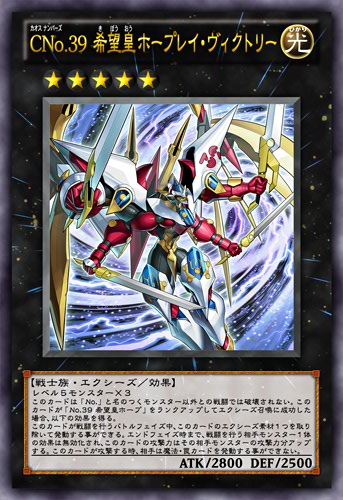 カオスナンバーズ きぼうおう
CNo.39 希望皇ホープレイ・ヴィクトリー
ひかり
光
39
【戦士族・エクシーズ/効果】
レベル5モンスター×3
このカードは「No.」と名のつくモンスター以外との戦闘では破壊されない。この
カードが「No.39 希望皇ホープ」をランクアップしてエクシーズ召喚に成功した
場合、以下の効果を得る。
このカードが戦闘を行うバトルフェイズ中、このカードのエクシーズ素材1つを取り
除いて発動する事ができる。エンドフェイズ時まで、戦闘を行う相手モンスター1体
の効果は無効化され、このカードの攻撃力はその相手モンスターの攻撃力分アップ
する。このカードが攻撃する時、相手は魔法・罠カードを発動する事ができない。
ATK/2800 DEF/2500